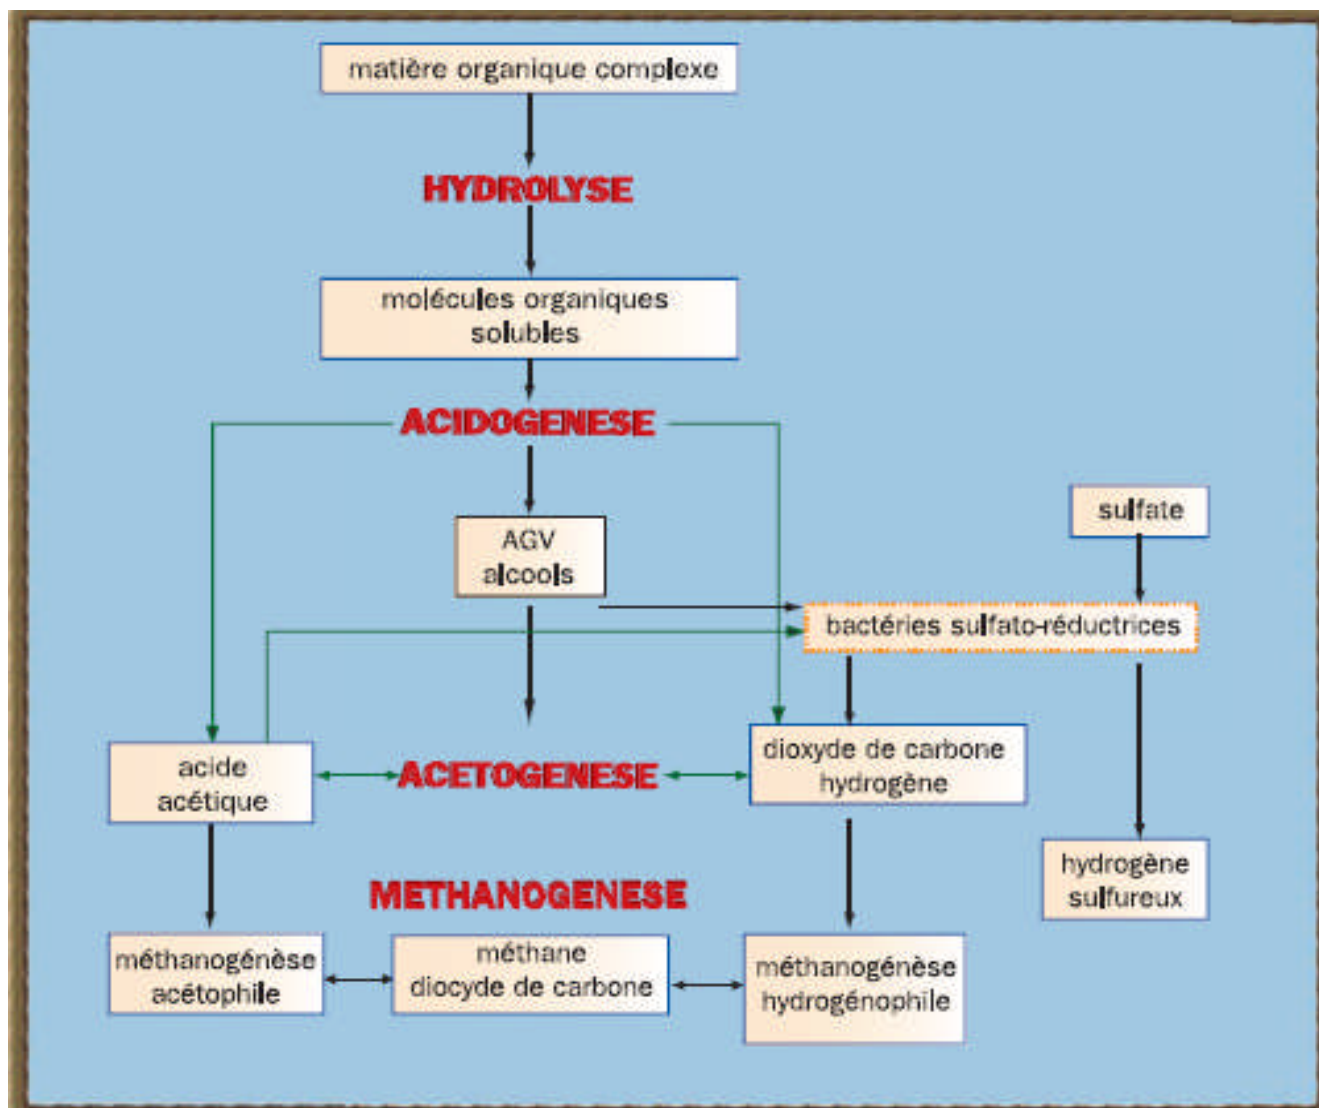 matière organique complexe
HYDROLYSE
molécules organiques
solubles
ACIDOGENESE
sulfate
AGV
alcools
bactéries sulfato-réductrices
acide
acétique
ACETOGENESE
dioxyde de carbone
hydrogène
hydrogène
sulfureux
METHANOGENESE
méthanogénèse
acétophile
méthane
diocyde de carbone
méthanogénèse
hydrogénophile